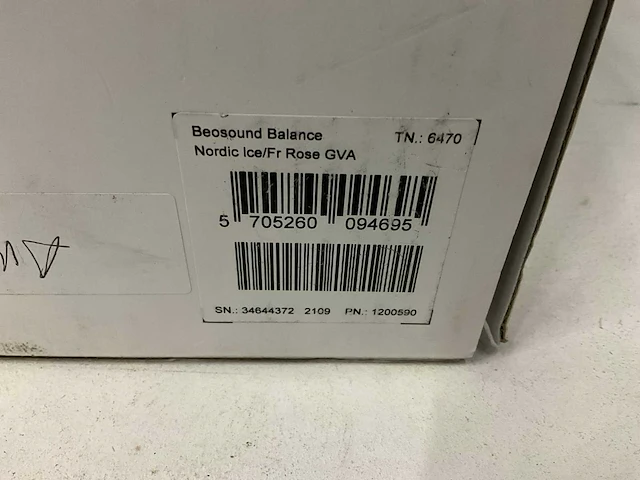 Beosound Balance TN.: 6470
Nordic Ice/Fr Rose GVA
5 705260 094695
SN.: 34644372 2109 PN.: 1200590